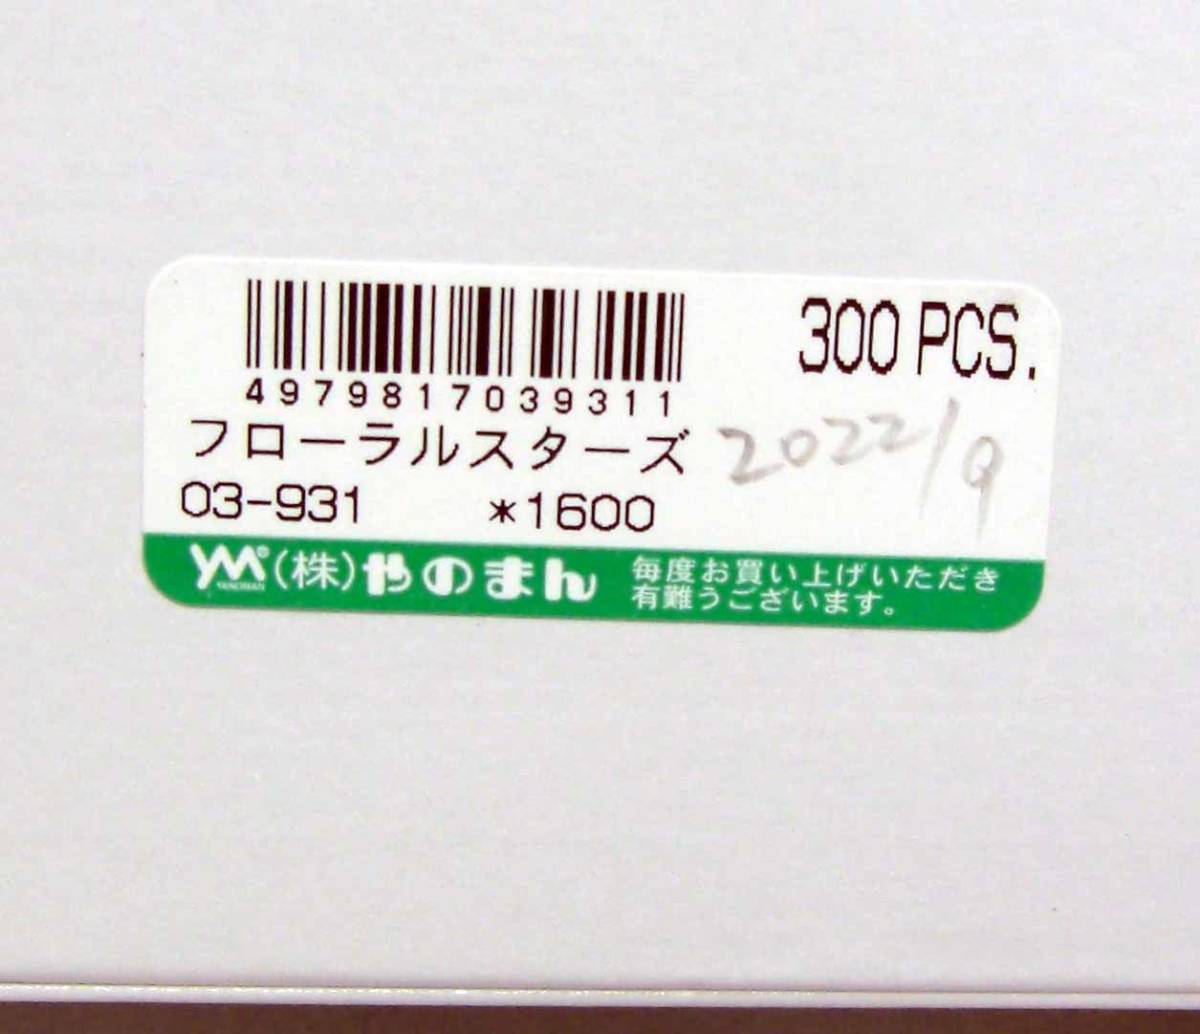 300 PCS.
4979817039311
フローラルスターズ
2022/9
03-931 *1600
YM® YANOMAN (株)やのまん
毎度お買い上げいただき
有難うございます。